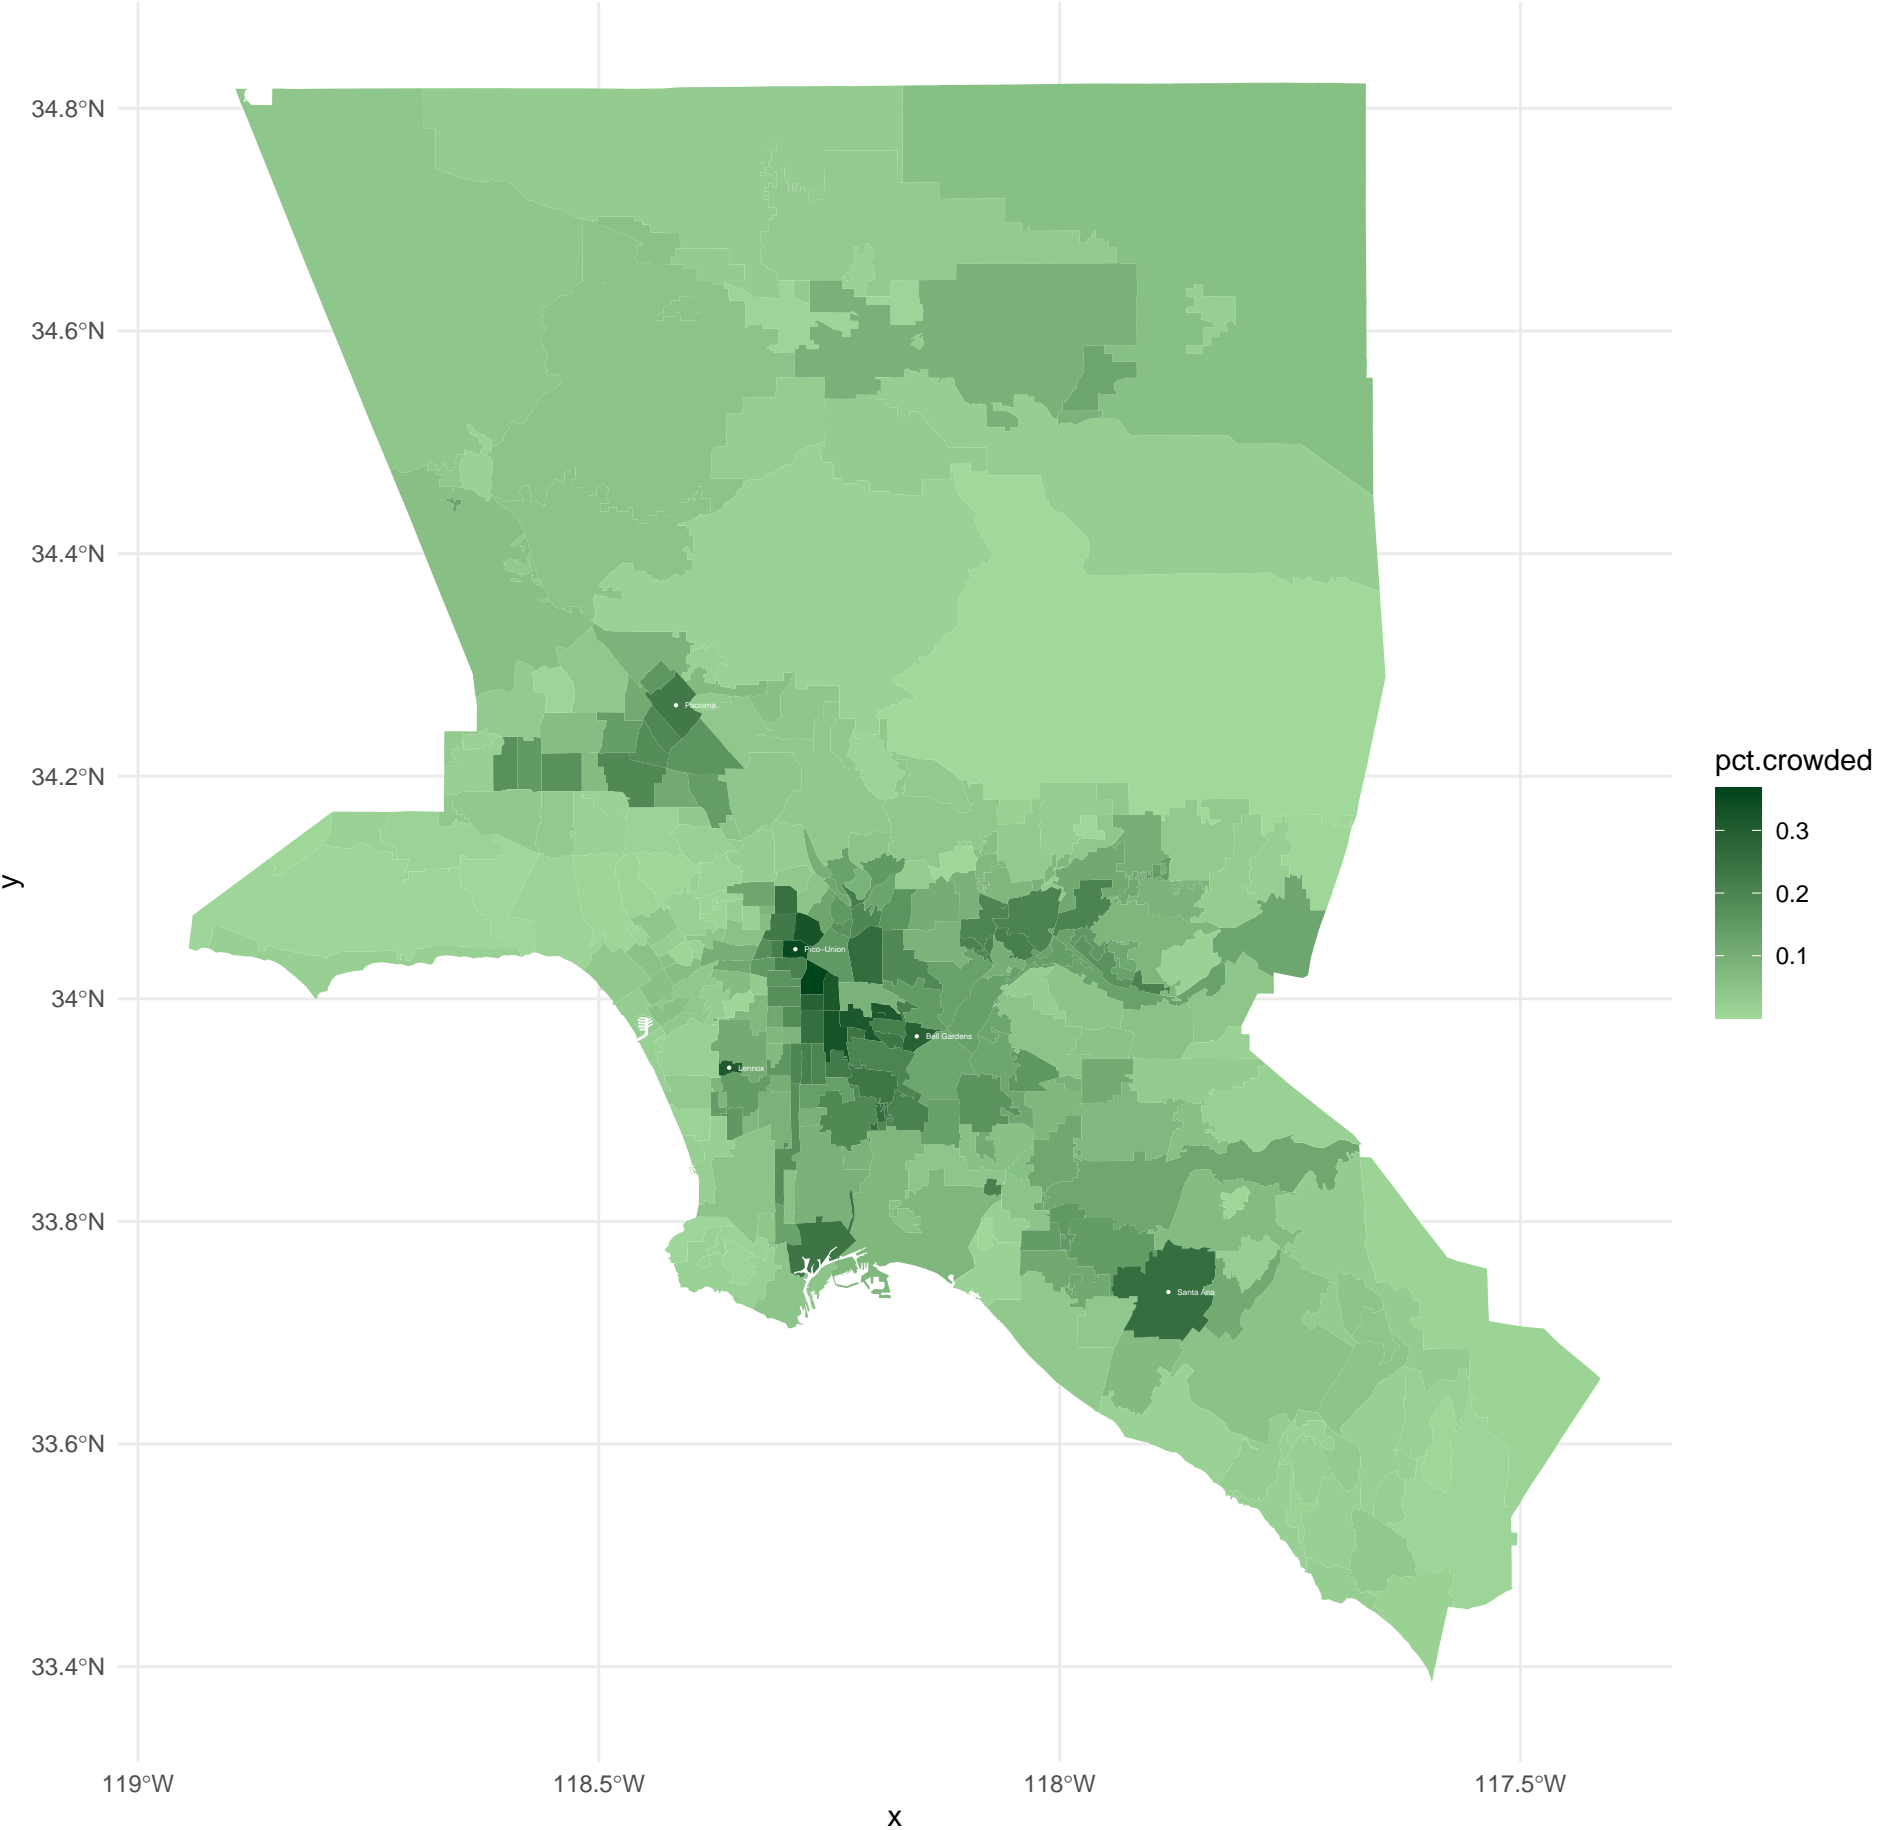 34.8°N
34.6°N
34.4°N
34.2°N
34°N
33.8°N
33.6°N
33.4°N
y
Pacoima
Pico-Union
Bell Gardens
Lennox
Santa Ana
119°W
118.5°W
118°W
117.5°W
x
pct.crowded
0.3
0.2
0.1